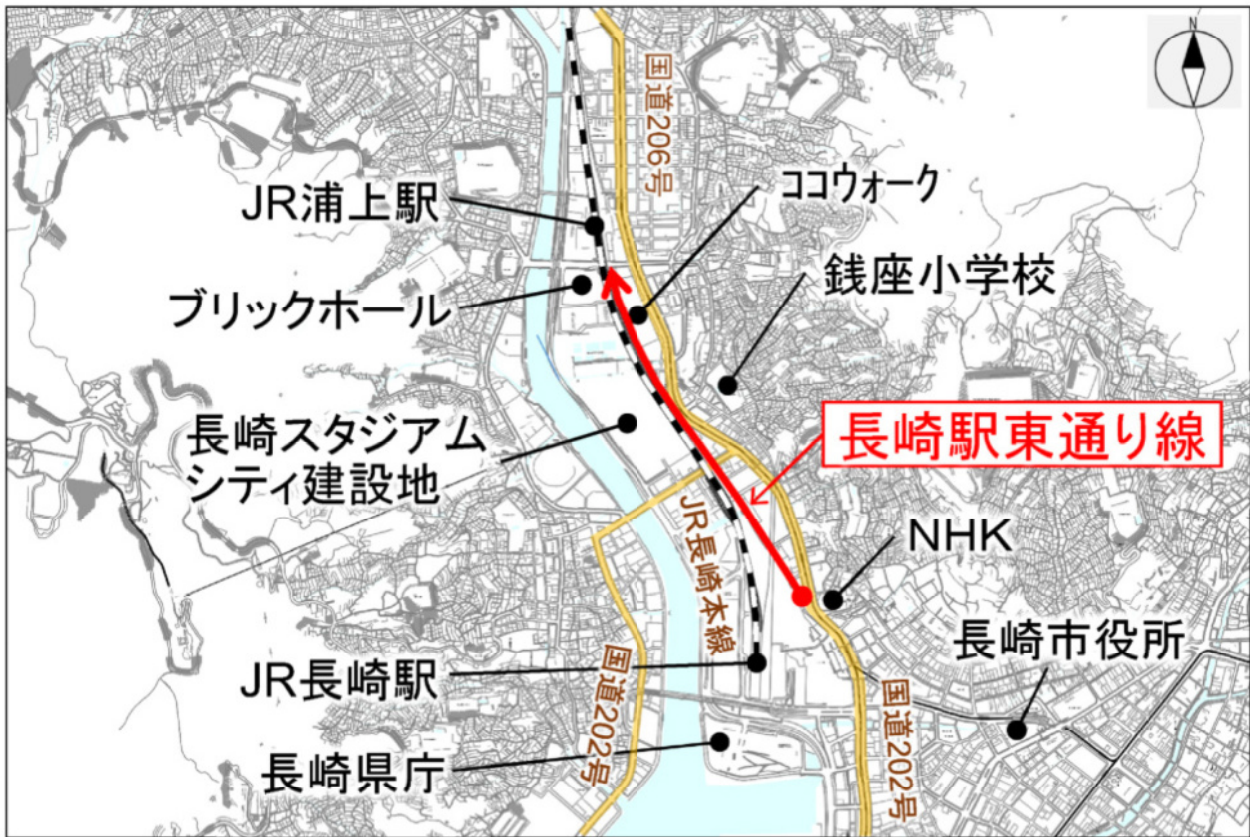 N
国道206号
ココウォーク
JR浦上駅
銭座小学校
ブリックホール
長崎スタジアム
シティ建設地
長崎駅東通り線
JR長崎本線
NHK
長崎市役所
JR長崎駅
国道202号
国道202号
長崎県庁